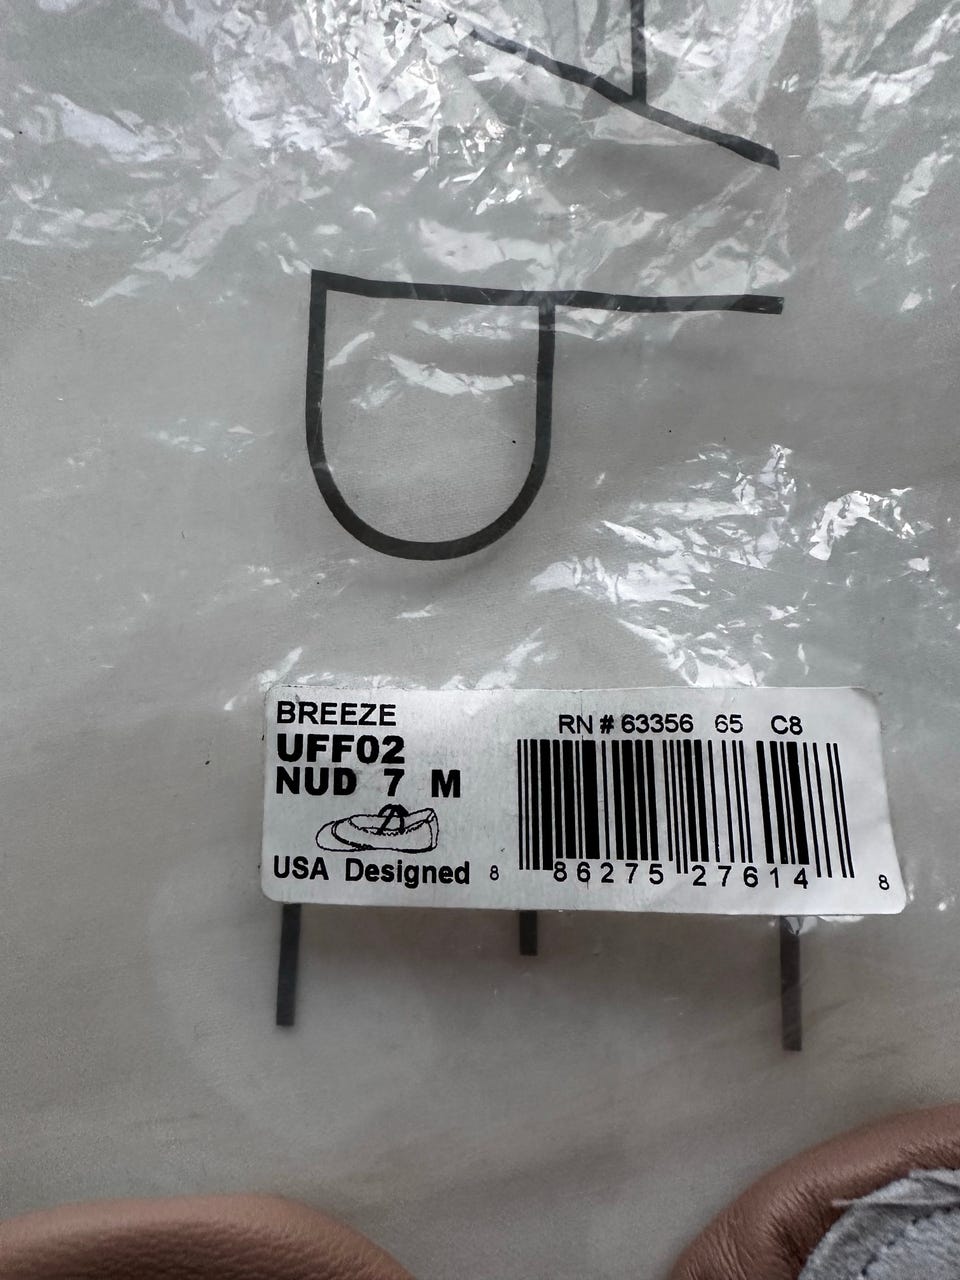 BREEZE
UFF02
NUD 7 M
USA Designed
RN # 63356 65 C8
8 86275 27614 8